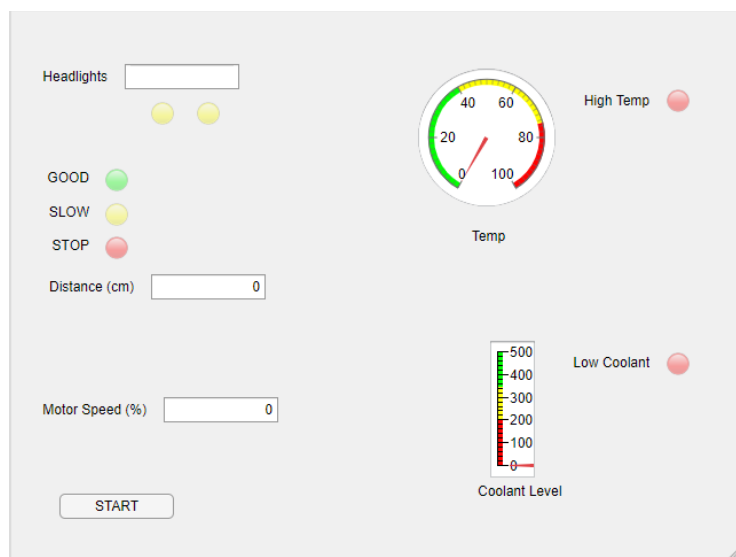 Headlights
High Temp
40 60
20 80
0 100
Temp
GOOD
SLOW
STOP
Distance (cm) 0
500
400
300
200
100
0
Low Coolant
Coolant Level
Motor Speed (%) 0
START